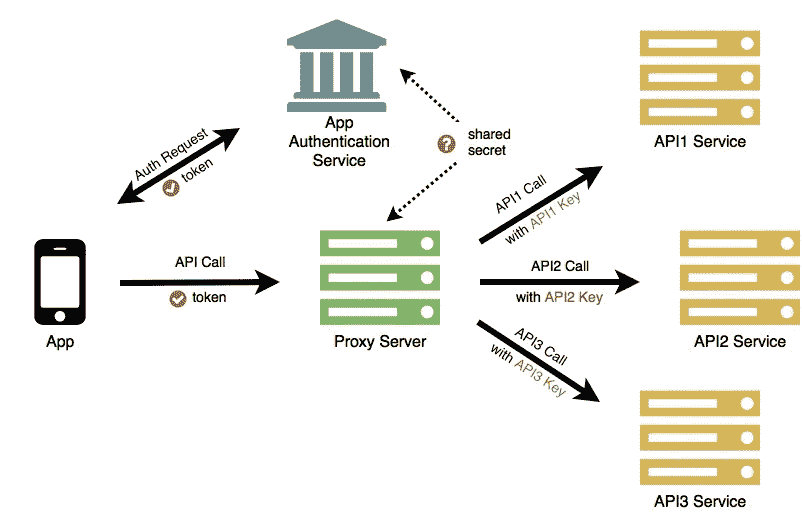 App
Authentication
Service
Auth Request
token
?
shared
secret
API1 Service
API1 Call
with API1 Key
App
API Call
token
Proxy Server
API2 Call
with API2 Key
API2 Service
API3 Call
with API3 Key
API3 Service